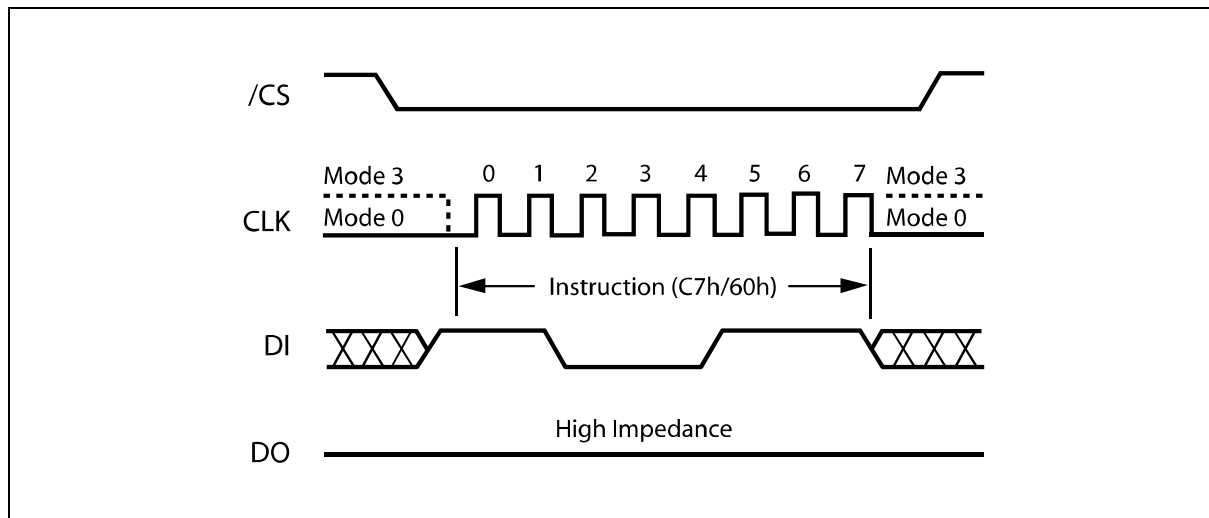 /CS
Mode 3 0 1 2 3 4 5 6 7 Mode 3
CLK Mode 0 Mode 0
Instruction (C7h/60h)
DI
High Impedance
DO